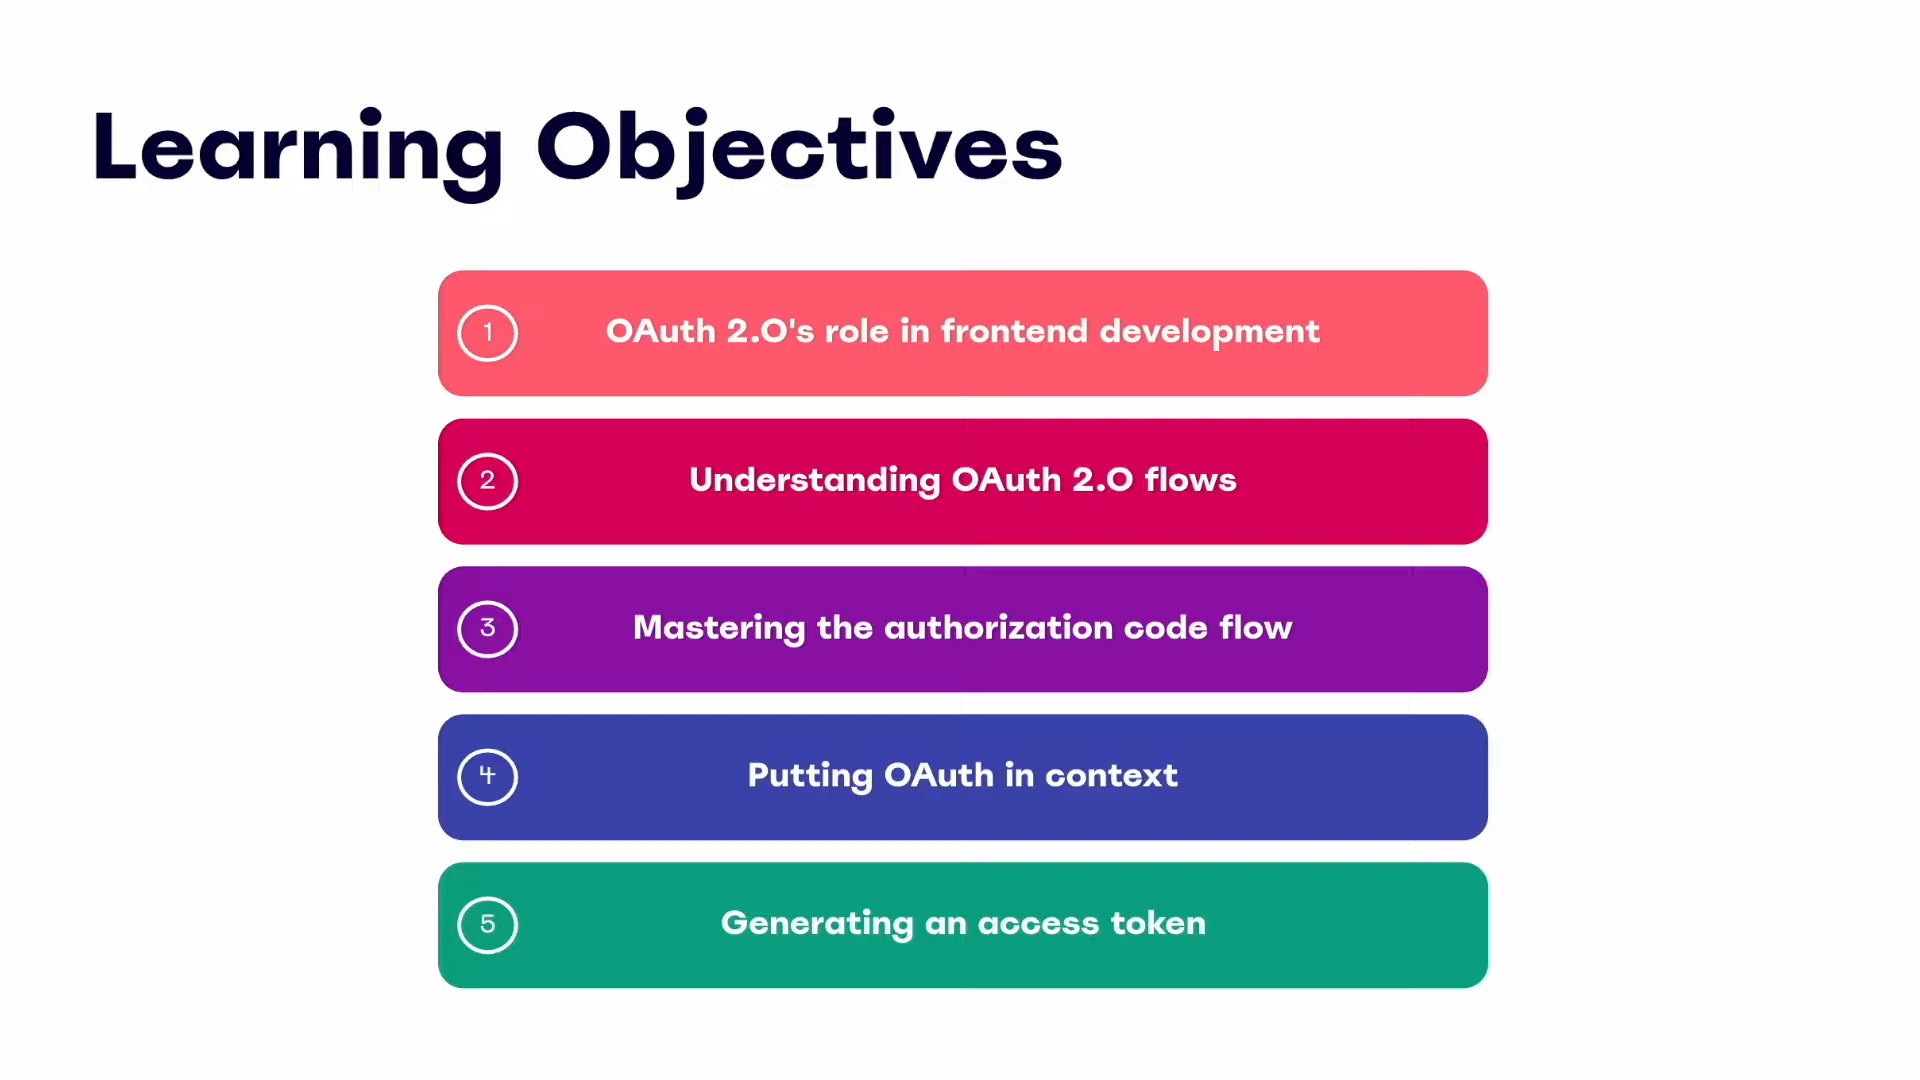 Learning Objectives
1
OAuth 2.0's role in frontend development
2
Understanding OAuth 2.0 flows
3
Mastering the authorization code flow
4
Putting OAuth in context
5
Generating an access token